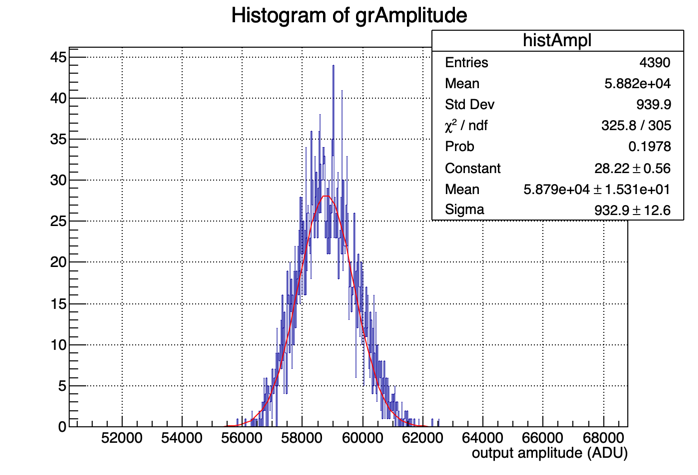 Histogram of grAmplitude
histAmpl
Entries 4390
Mean 5.882e+04
Std Dev 939.9
χ² / ndf 325.8 / 305
Prob 0.1978
Constant 28.22 ± 0.56
Mean 5.879e+04 ± 1.531e+01
Sigma 932.9 ± 12.6
45
40
35
30
25
20
15
10
5
0
52000 54000 56000 58000 60000 62000 64000 66000 68000
output amplitude (ADU)